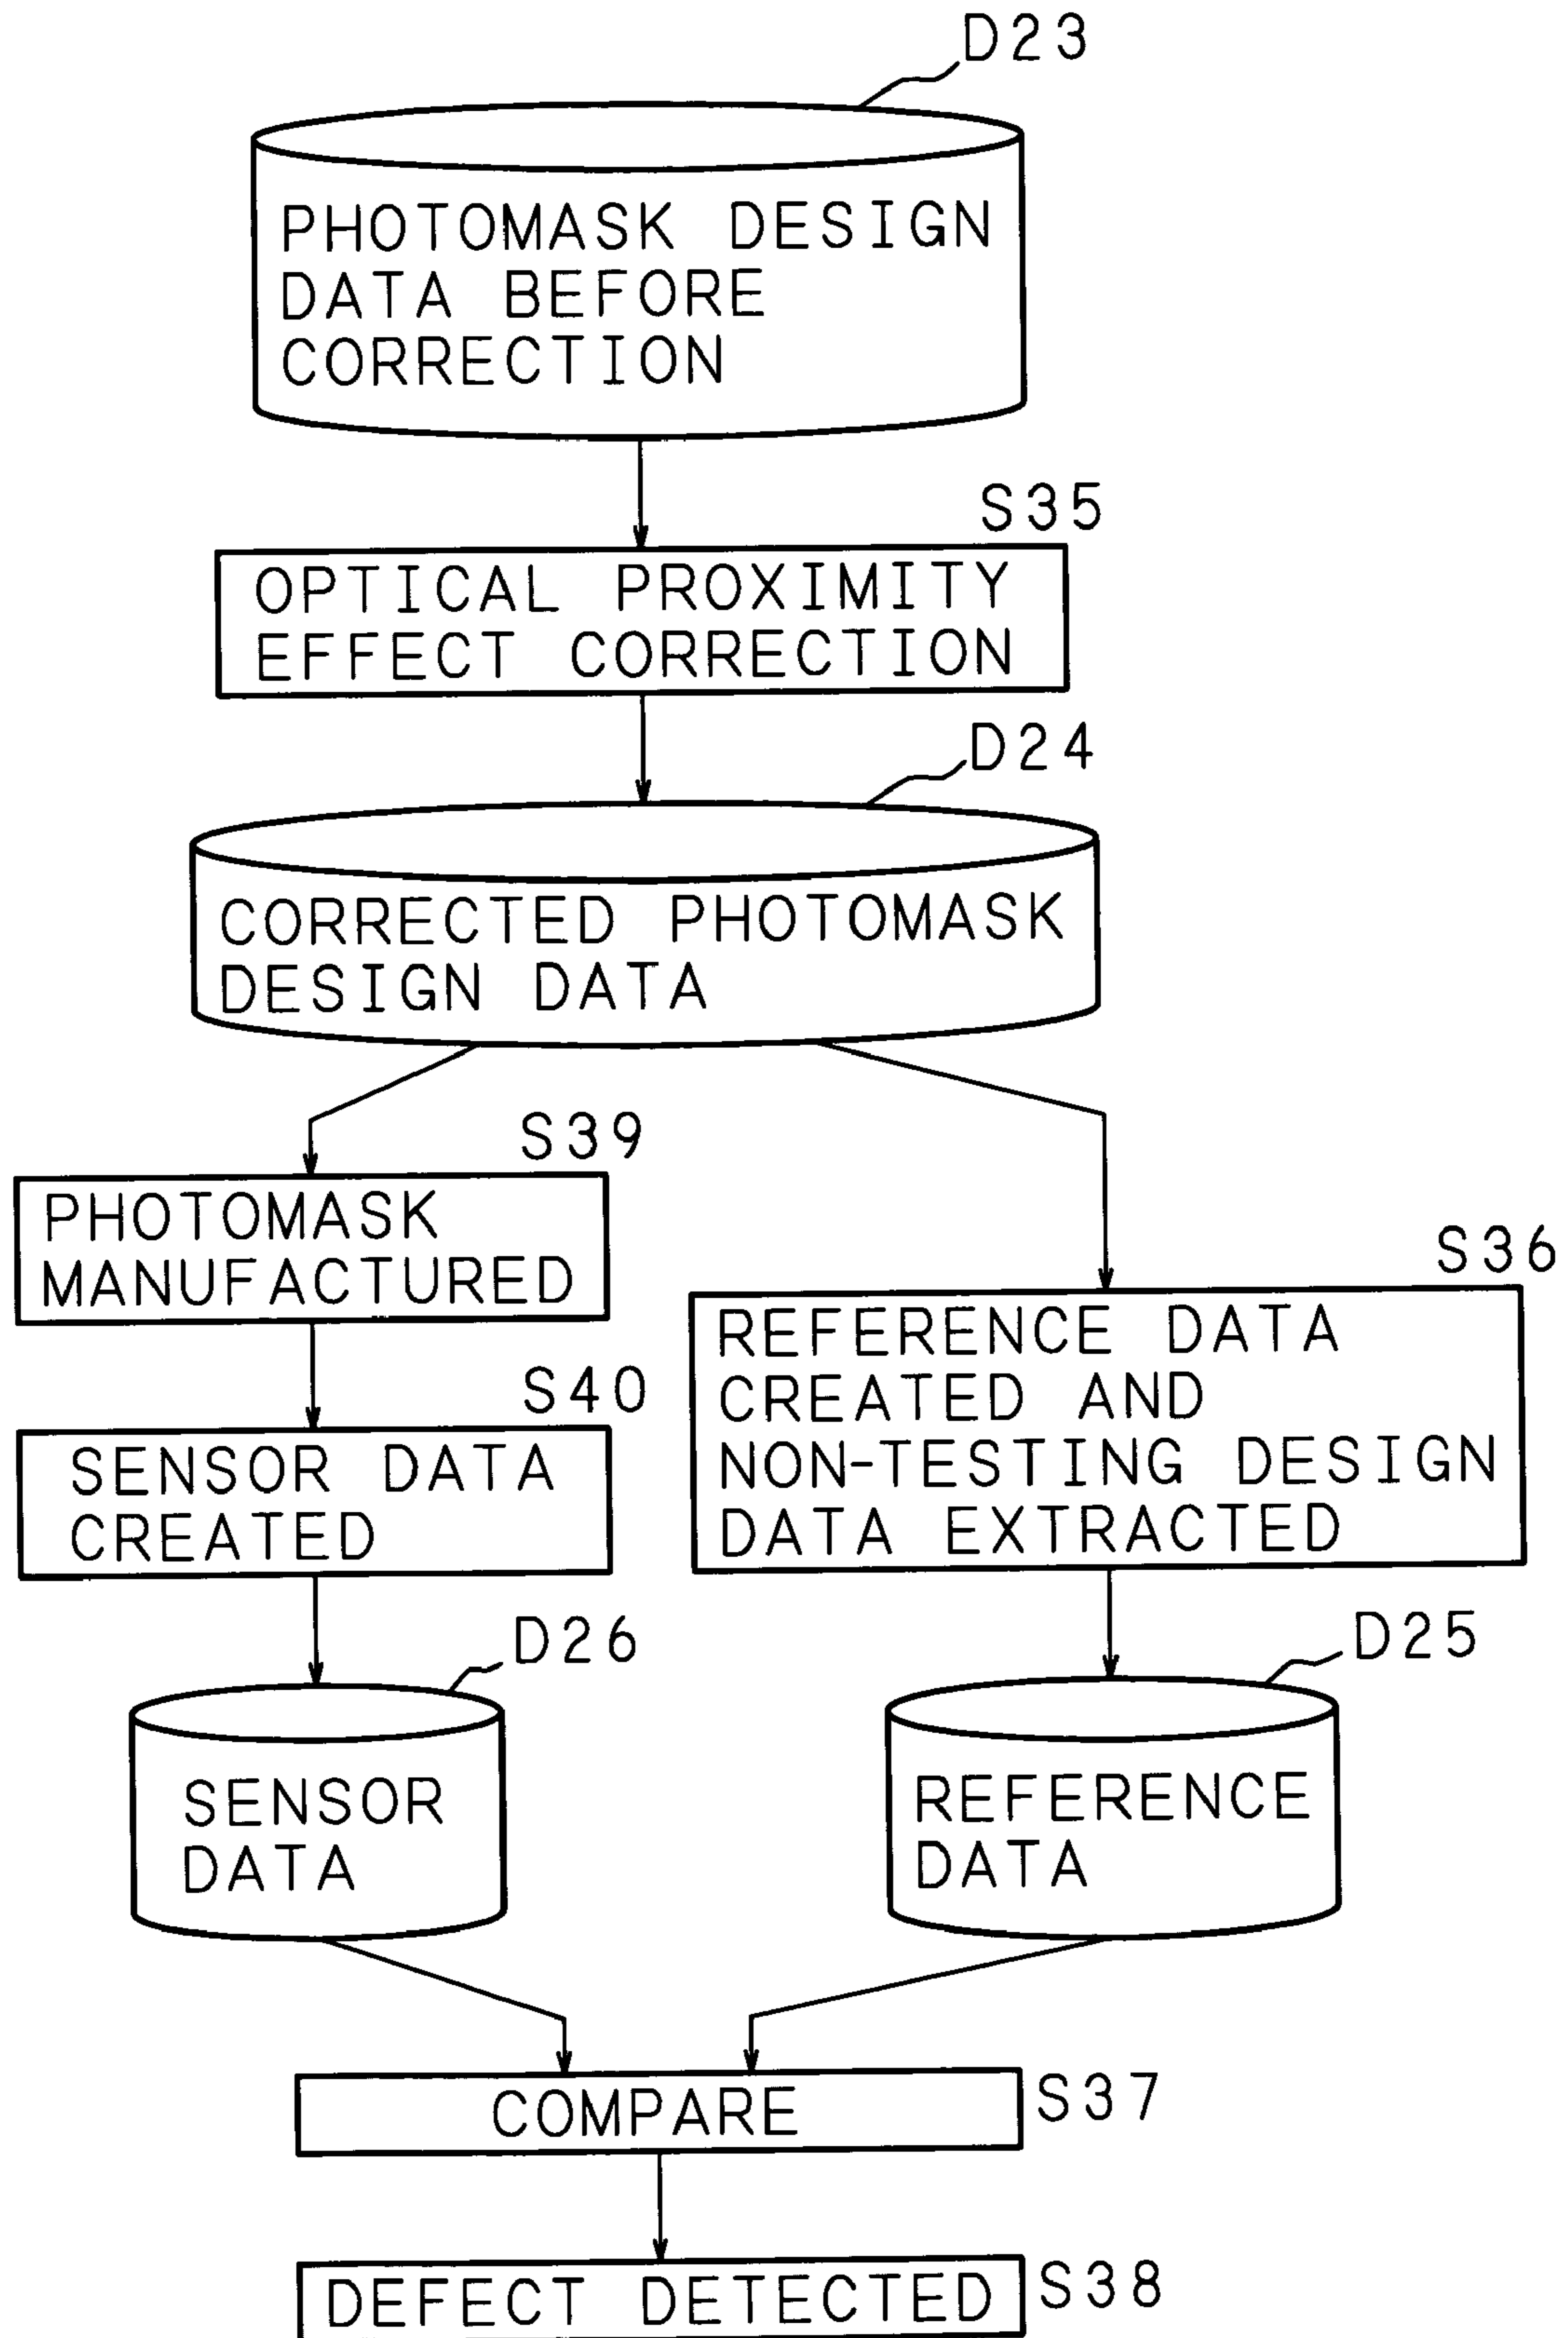 D23
PHOTOMASK DESIGN
DATA BEFORE
CORRECTION
S35
OPTICAL PROXIMITY
EFFECT CORRECTION
D24
CORRECTED PHOTOMASK
DESIGN DATA
S39
PHOTOMASK
MANUFACTURED
S36
REFERENCE DATA
CREATED AND
NON-TESTING DESIGN
DATA EXTRACTED
S40
SENSOR DATA
CREATED
D26
SENSOR
DATA
D25
REFERENCE
DATA
COMPARE
S37
DEFECT DETECTED
S38